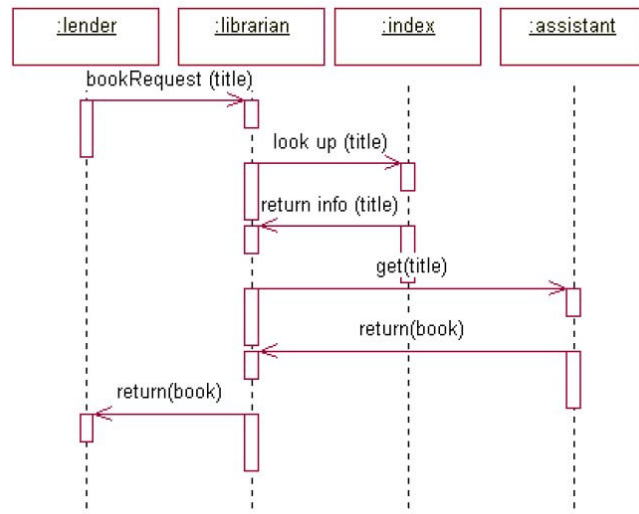 :lender
:librarian
:index
:assistant
bookRequest (title)
look up (title)
return info (title)
get(title)
return(book)
return(book)